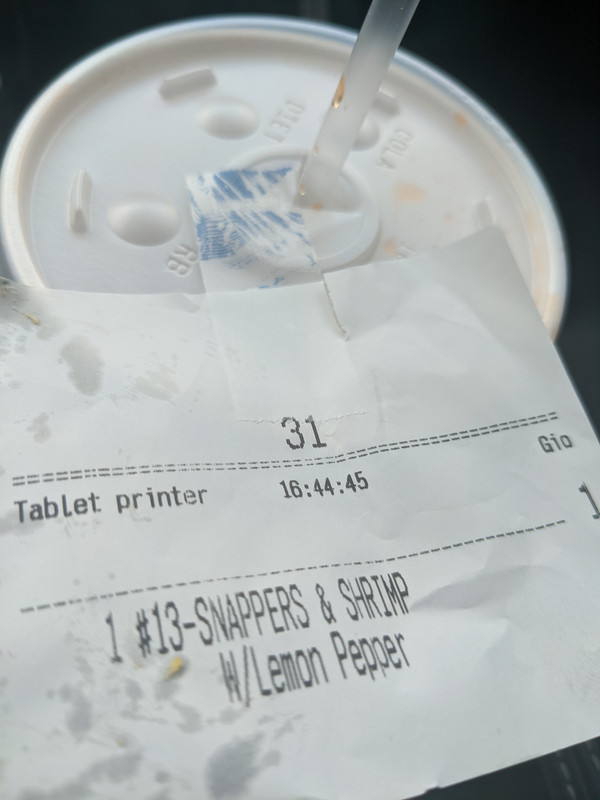 DIET
COLA
RB
31
Gio
Tablet printer 16:44:45
1
1 #13-SNAPPERS & SHRIMP
W/Lemon Pepper